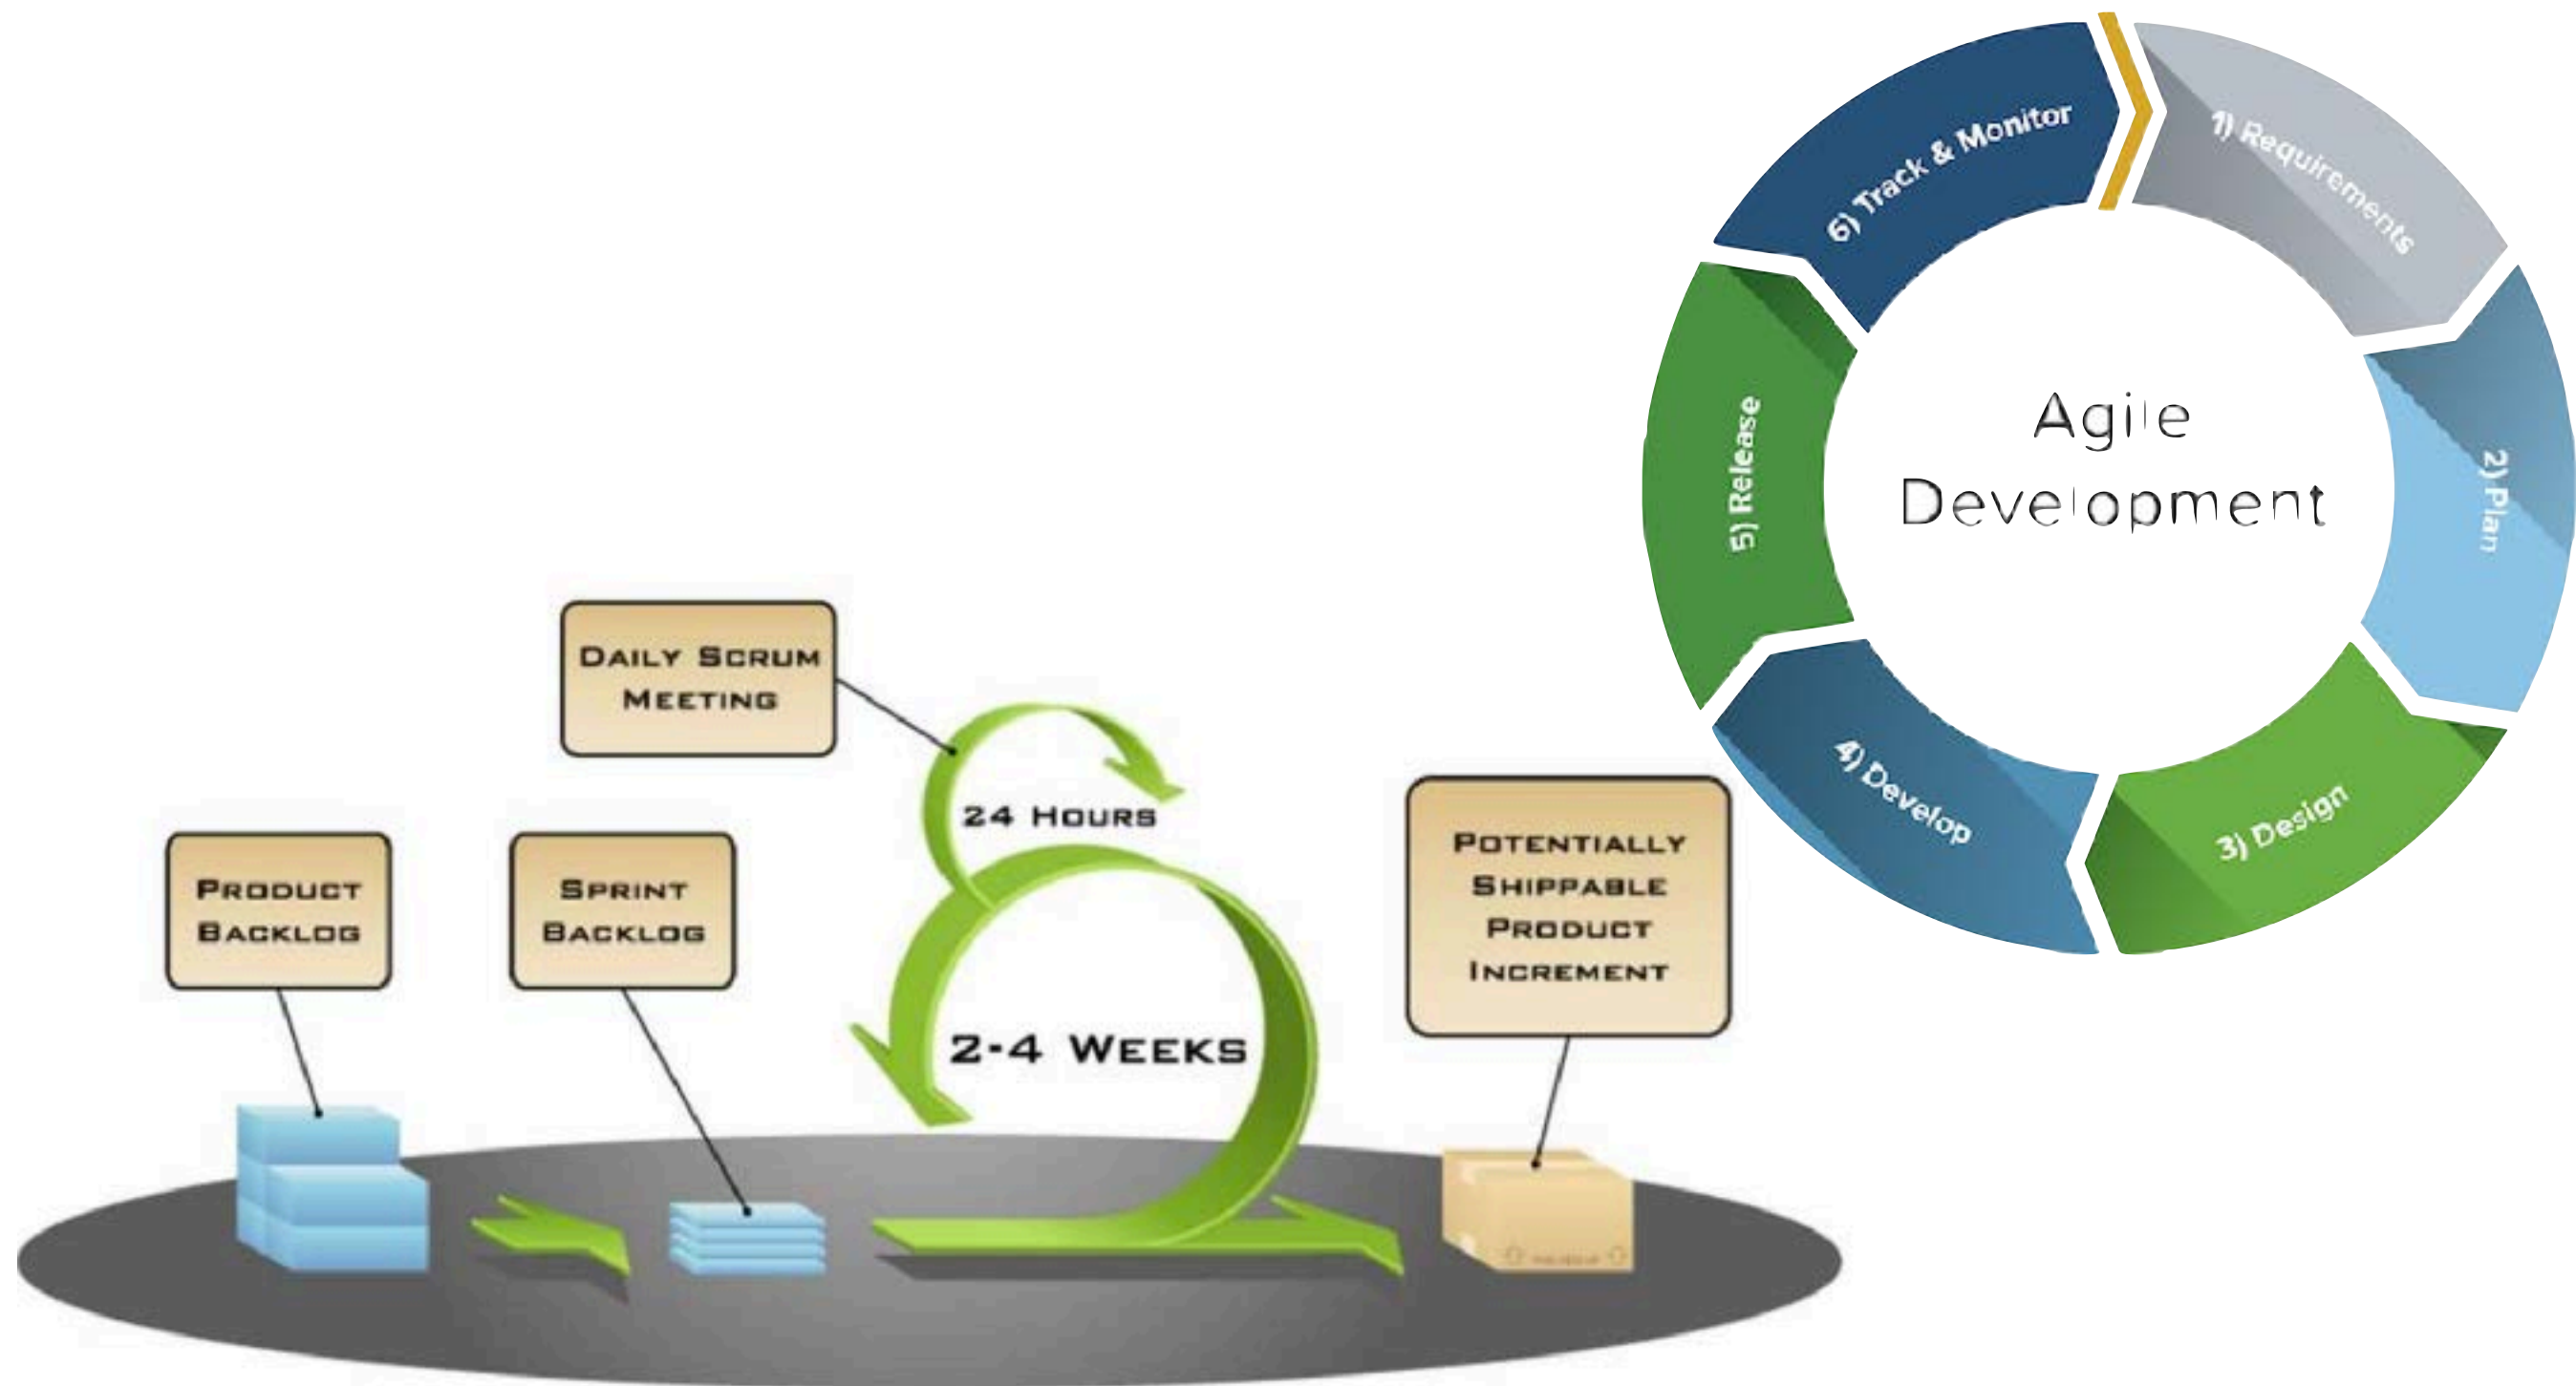 1) Requirements
2) Plan
3) Design
4) Develop
5) Release
6) Track & Monitor
Agile
Development
DAILY SCRUM
MEETING
24 HOURS
PRODUCT
BACKLOG
SPRINT
BACKLOG
2-4 WEEKS
POTENTIALLY
SHIPPABLE
PRODUCT
INCREMENT